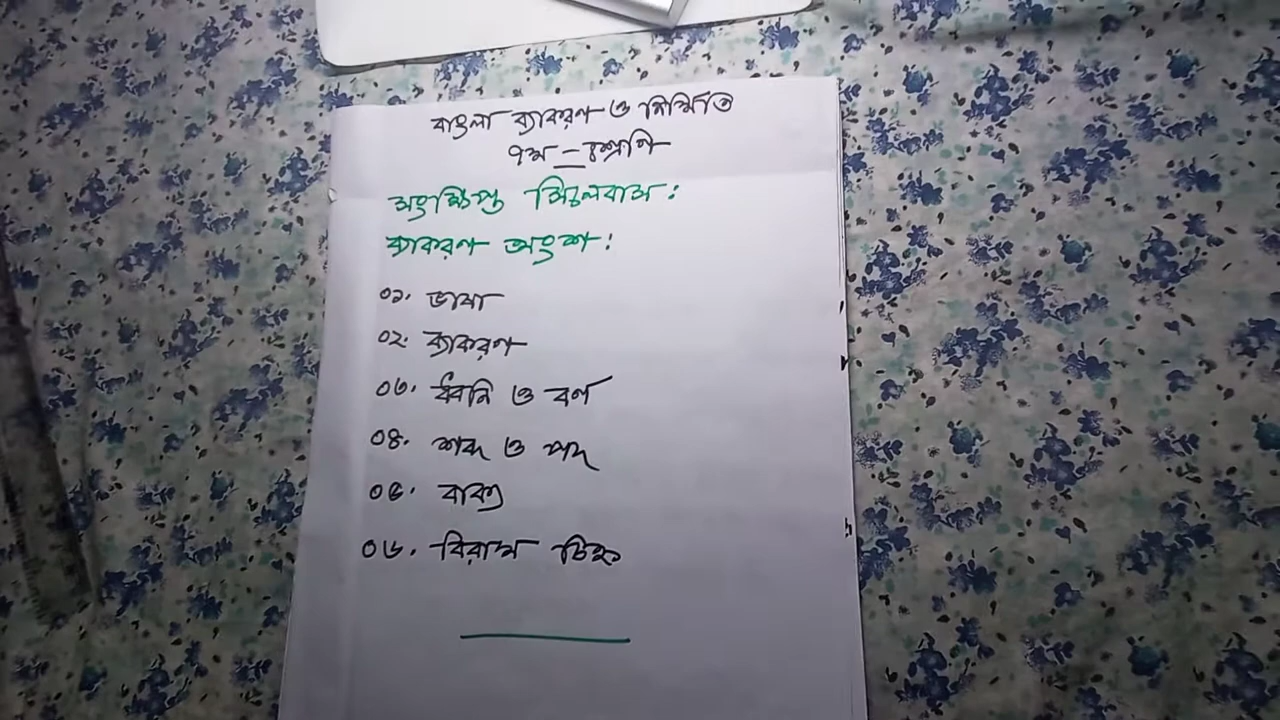 বাংলা ব্যাকরণ ও নির্মিতি
৭ম - শ্রেণি
সংক্ষিপ্ত সিলেবাস :
ব্যাকরণ অংশ :
০১. ভাষা
০২. ব্যাকরণ
০৩. ধ্বনি ও বর্ণ
০৪. শব্দ ও পদ
০৫. বাক্য
০৬. বিরাম চিহ্ন